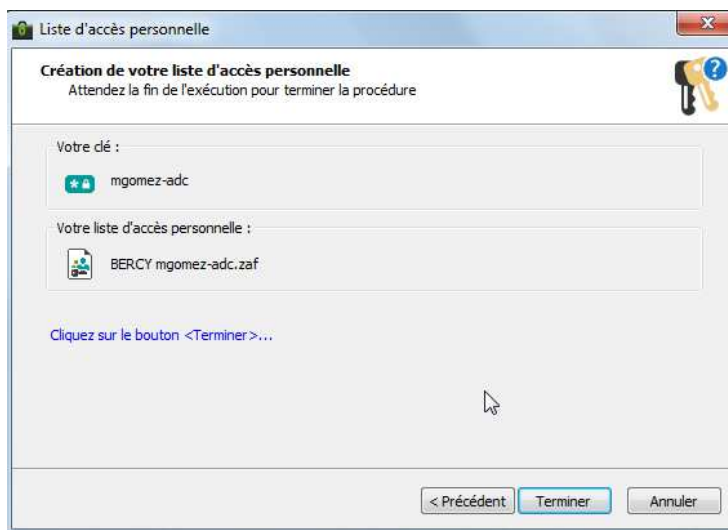 Liste d'accès personnelle
Création de votre liste d'accès personnelle
Attendez la fin de l'exécution pour terminer la procédure
Votre clé :
mgomez-adc
Votre liste d'accès personnelle :
BERCY mgomez-adc.zaf
Cliquez sur le bouton <Terminer>...
< Précédent Terminer Annuler